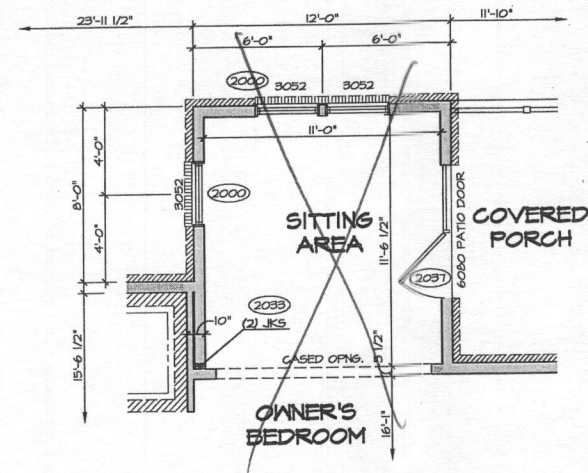 23'-11 1/2"
12'-0"
11'-10"
6'-0"
6'-0"
2000
3052
3052
11'-0"
8'-0"
4'-0"
4'-0"
3052
2000
SITTING
AREA
11'-6 1/2"
6080 PATIO DOOR
COVERED
PORCH
2037
2033
(2) JKS
10"
15'-6 1/2"
CASED OPNG.
5 1/2"
16'-1"
OWNER'S
BEDROOM